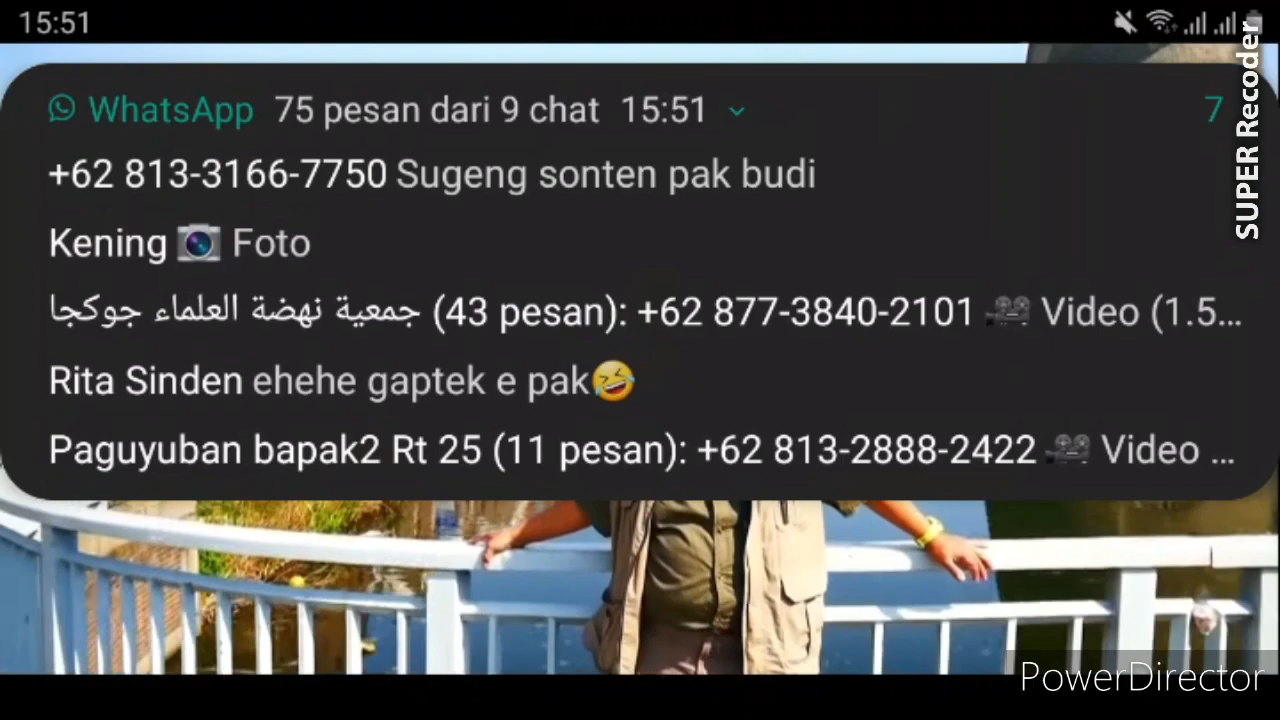 15:51
WhatsApp 75 pesan dari 9 chat 15:51 7
+62 813-3166-7750 Sugeng sonten pak budi
Kening Foto
جمعية نهضة العلماء جوكجا (43 pesan): +62 877-3840-2101 Video (1.5...
Rita Sinden ehehe gaptek e pak🤣
Paguyuban bapak2 Rt 25 (11 pesan): +62 813-2888-2422 Video ...
SUPER Recoder
PowerDirector